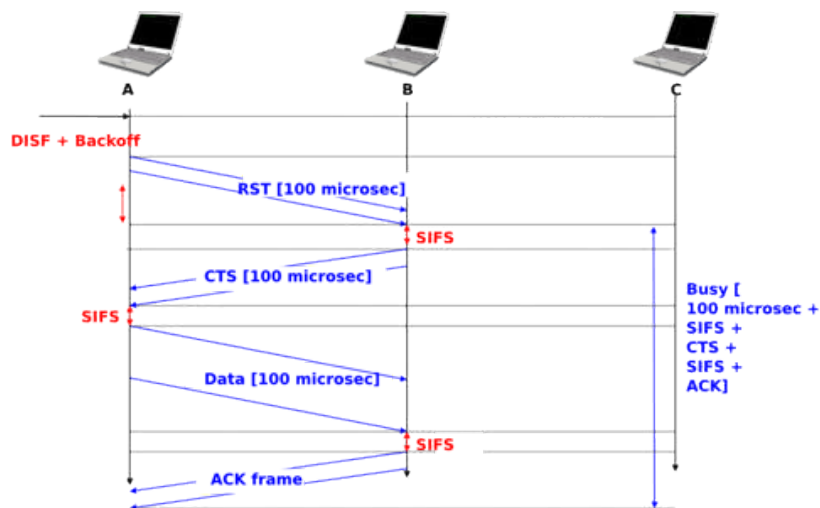 A
B
C
DISF + Backoff
RST [100 microsec]
SIFS
CTS [100 microsec]
SIFS
Busy [
100 microsec +
SIFS +
CTS +
SIFS +
ACK]
Data [100 microsec]
SIFS
ACK frame